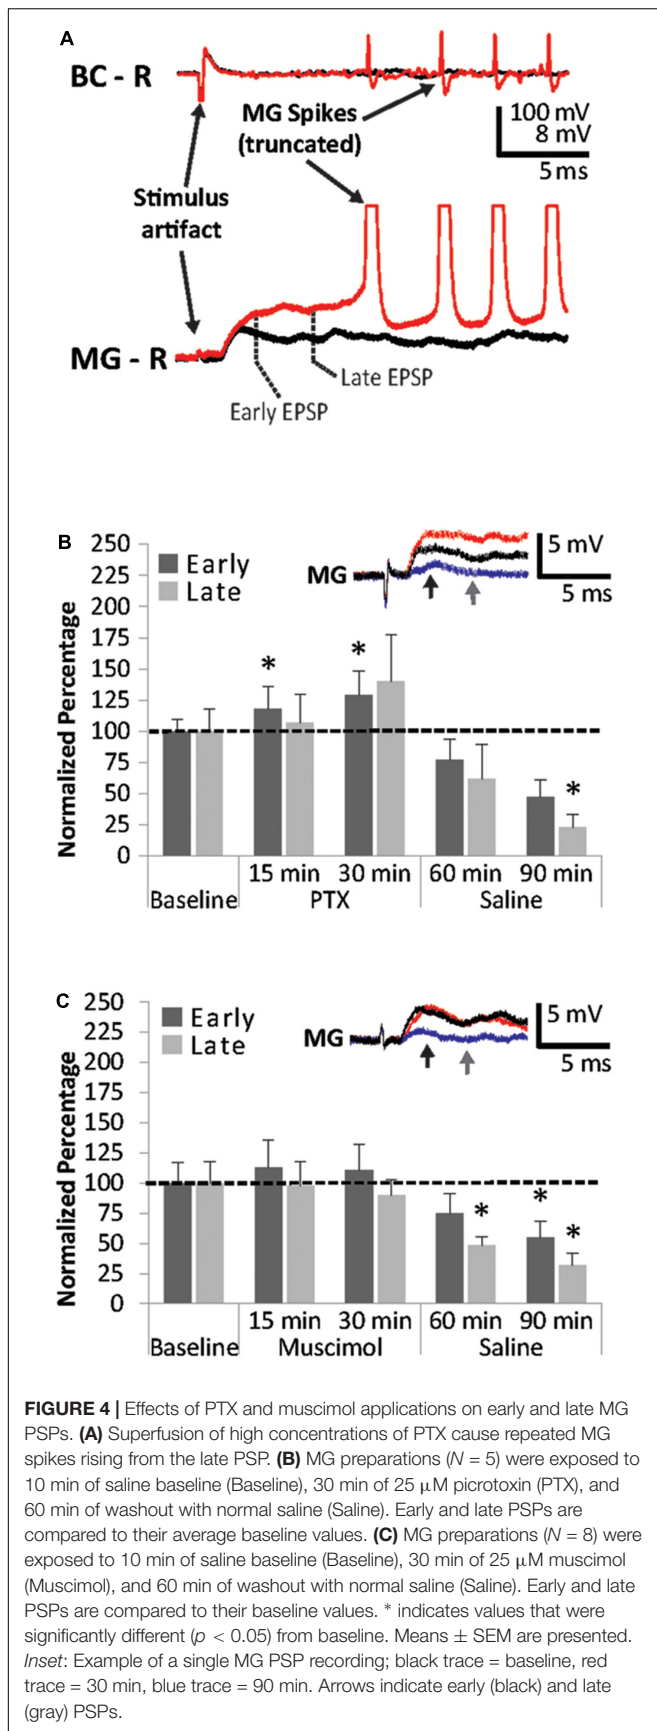 A
BC - R
MG Spikes
(truncated)
100 mV
8 mV
5 ms
Stimulus
artifact
MG - R
Late EPSP
Early EPSP
B
250
225
200
175
150
125
100
75
50
25
0
Normalized Percentage
Early
Late
MG
5 mV
5 ms
*
*
*
15 min
30 min
60 min
90 min
Baseline
PTX
Saline
C
250
225
200
175
150
125
100
75
50
25
0
Normalized Percentage
Early
Late
MG
5 mV
5 ms
*
*
*
15 min
30 min
60 min
90 min
Baseline
Muscimol
Saline
FIGURE 4 | Effects of PTX and muscimol applications on early and late MG
PSPs. (A) Superfusion of high concentrations of PTX cause repeated MG
spikes rising from the late PSP. (B) MG preparations (N = 5) were exposed to
10 min of saline baseline (Baseline), 30 min of 25 μM picrotoxin (PTX), and
60 min of washout with normal saline (Saline). Early and late PSPs are
compared to their average baseline values. (C) MG preparations (N = 8) were
exposed to 10 min of saline baseline (Baseline), 30 min of 25 μM muscimol
(Muscimol), and 60 min of washout with normal saline (Saline). Early and late
PSPs are compared to their baseline values. * indicates values that were
significantly different (p < 0.05) from baseline. Means ± SEM are presented.
Inset: Example of a single MG PSP recording; black trace = baseline, red
trace = 30 min, blue trace = 90 min. Arrows indicate early (black) and late
(gray) PSPs.